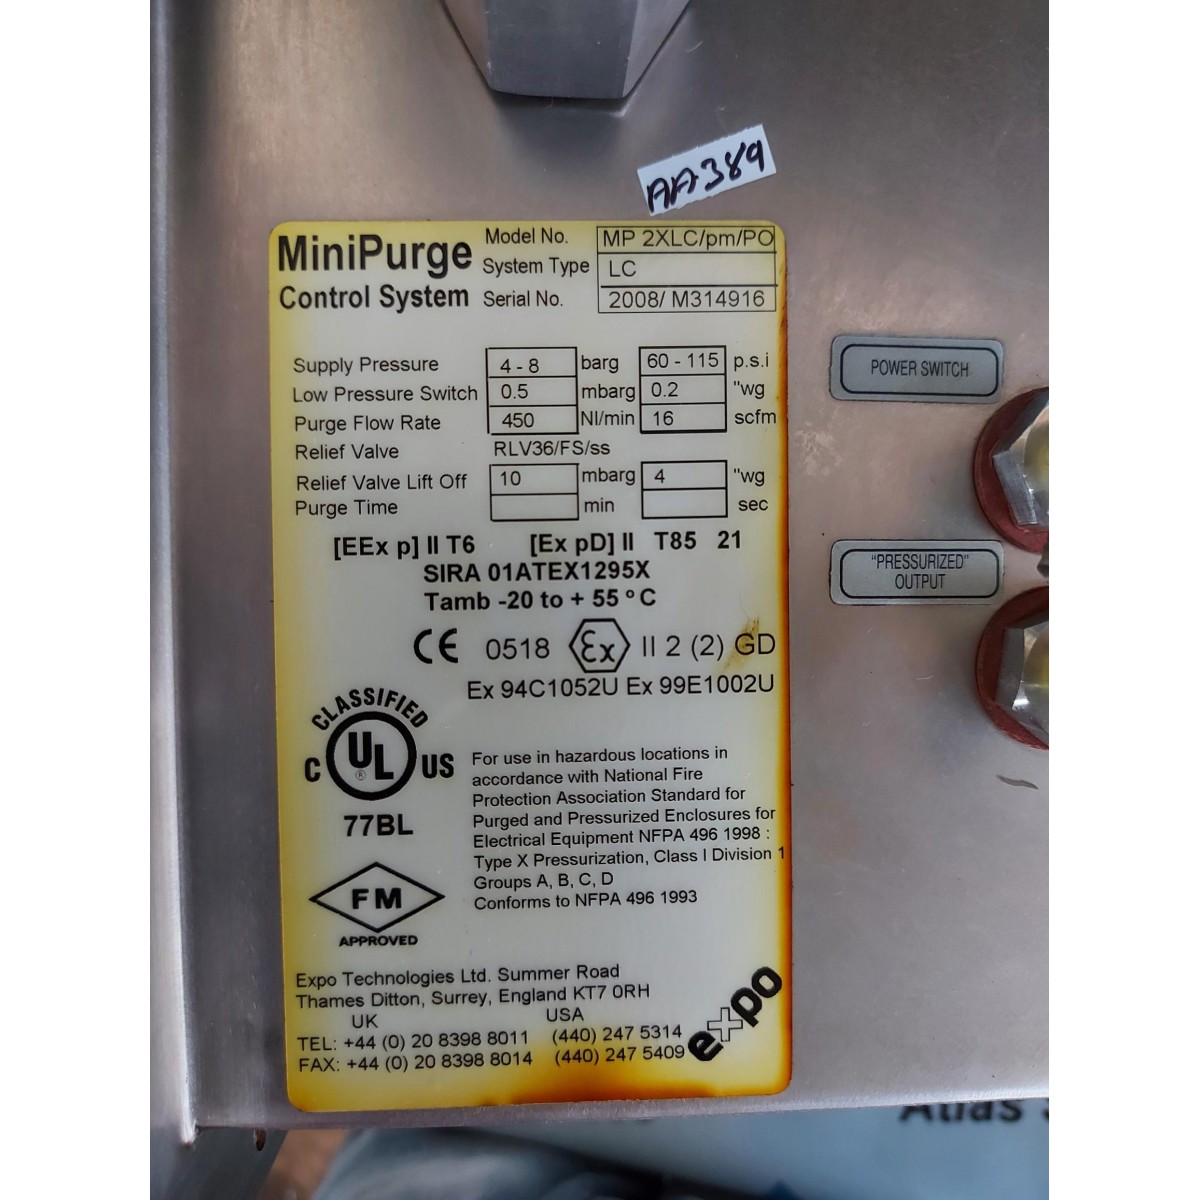 AA389
MiniPurge
Control System
Model No. MP 2XLC/pm/PO
System Type LC
Serial No. 2008/ M314916
Supply Pressure 4 - 8 barg 60 - 115 p.s.i
Low Pressure Switch 0.5 mbarg 0.2 "wg
Purge Flow Rate 450 Nl/min 16 scfm
Relief Valve RLV36/FS/ss
Relief Valve Lift Off 10 mbarg 4 "wg
Purge Time min sec
[EEx p] II T6 [Ex pD] II T85 21
SIRA 01ATEX1295X
Tamb -20 to + 55 °C
CE 0518 Ex II 2 (2) GD
Ex 94C1052U Ex 99E1002U
CLASSIFIED
C UL ® US
77BL
For use in hazardous locations in
accordance with National Fire
Protection Association Standard for
Purged and Pressurized Enclosures for
Electrical Equipment NFPA 496 1998 :
Type X Pressurization, Class I Division 1
Groups A, B, C, D
Conforms to NFPA 496 1993
FM
APPROVED
Expo Technologies Ltd. Summer Road
Thames Ditton, Surrey, England KT7 0RH
UK USA
TEL: +44 (0) 20 8398 8011 (440) 247 5314
FAX: +44 (0) 20 8398 8014 (440) 247 5409
expo
POWER SWITCH
"PRESSURIZED"
OUTPUT
Atlas